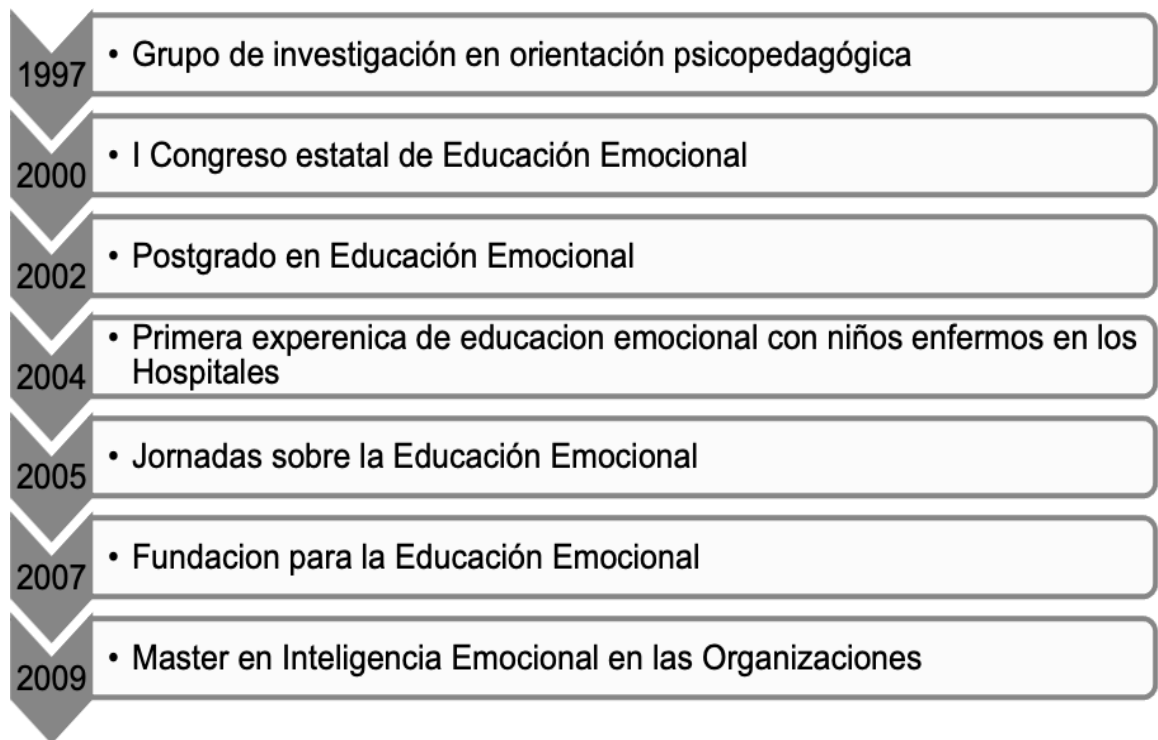 1997
• Grupo de investigación en orientación psicopedagógica
2000
• I Congreso estatal de Educación Emocional
2002
• Postgrado en Educación Emocional
2004
• Primera experenica de educacion emocional con niños enfermos en los
Hospitales
2005
• Jornadas sobre la Educación Emocional
2007
• Fundacion para la Educación Emocional
2009
• Master en Inteligencia Emocional en las Organizaciones